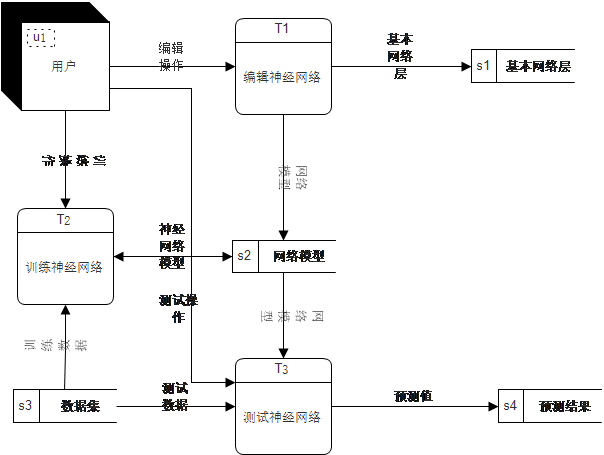 u1
用户
编辑
操作
T1
编辑神经网络
基本
网络
层
s1
基本网络层
网络
模型
T2
训练神经网络
神经
网络
模型
s2
网络模型
测试操
作
网络
模
型
训练数据
T3
测试神经网络
s3
数据集
测试
数据
预测值
s4
预测结果